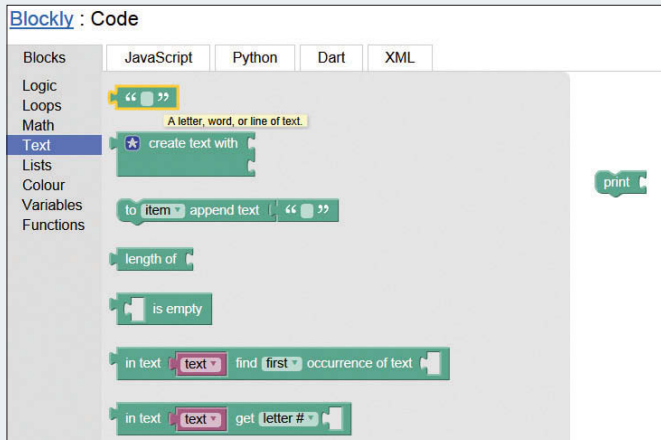 Blockly : Code
Blocks JavaScript Python Dart XML
Logic
Loops
Math
Text
Lists
Colour
Variables
Functions
“ ”
A letter, word, or line of text.
create text with
to item append text “ ”
length of
is empty
in text text find first occurrence of text
in text text get letter #
print